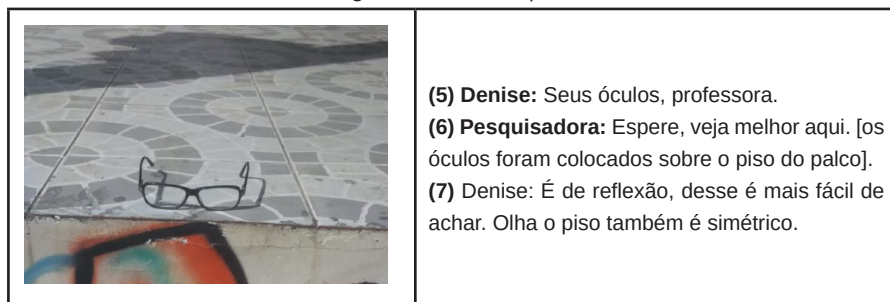 (5) Denise: Seus óculos, professora.
(6) Pesquisadora: Espere, veja melhor aqui. [os
óculos foram colocados sobre o piso do palco].
(7) Denise: É de reflexão, desse é mais fácil de
achar. Olha o piso também é simétrico.